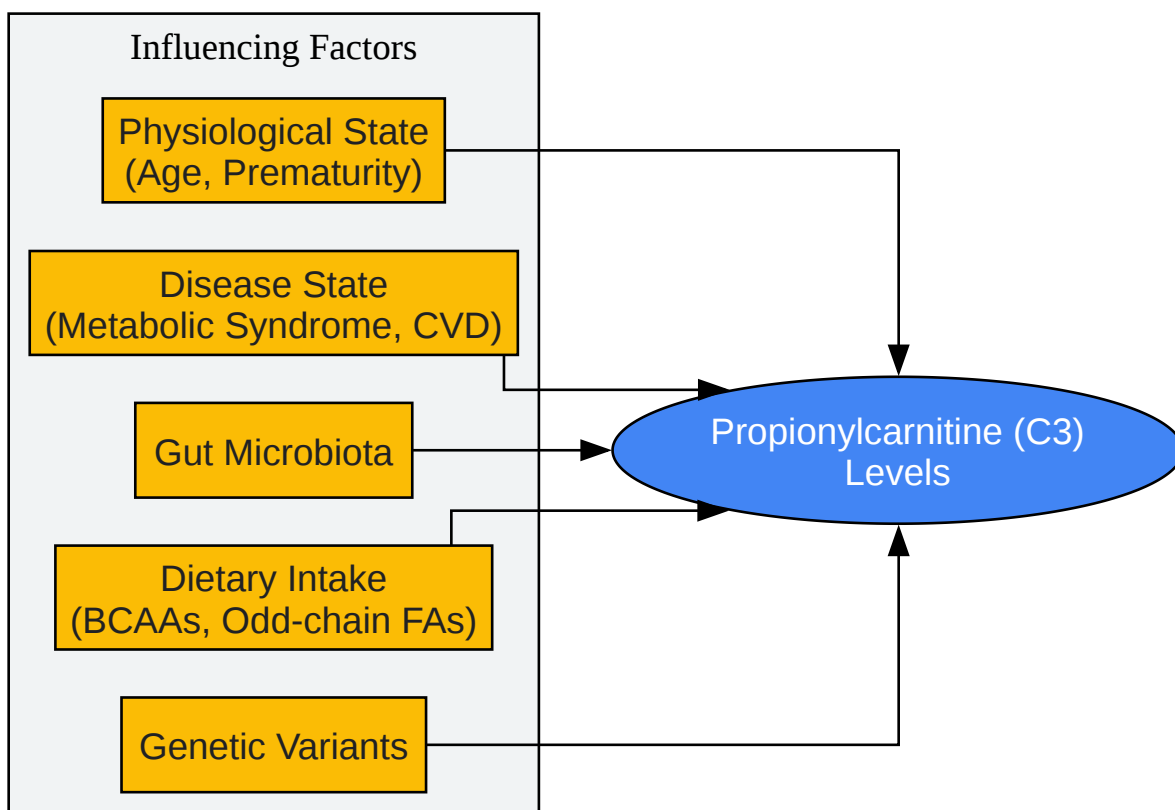 Influencing Factors
Physiological State
(Age, Prematurity)
Disease State
(Metabolic Syndrome, CVD)
Gut Microbiota
Dietary Intake
(BCAAs, Odd-chain FAs)
Genetic Variants
Propionylcarnitine (C3)
Levels